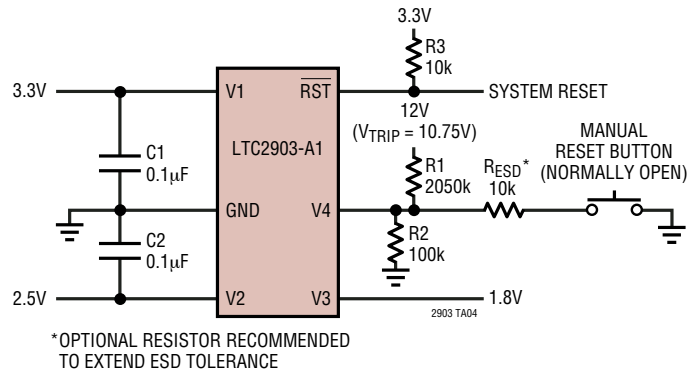 3.3V
R3
10k
3.3V
V1
RST
SYSTEM RESET
12V
(VTRIP = 10.75V)
LTC2903-A1
C1
0.1µF
R1
2050k
RESD*
10k
MANUAL
RESET BUTTON
(NORMALLY OPEN)
GND
V4
C2
0.1µF
R2
100k
2.5V
V2
V3
1.8V
2903 TA04
*OPTIONAL RESISTOR RECOMMENDED
TO EXTEND ESD TOLERANCE